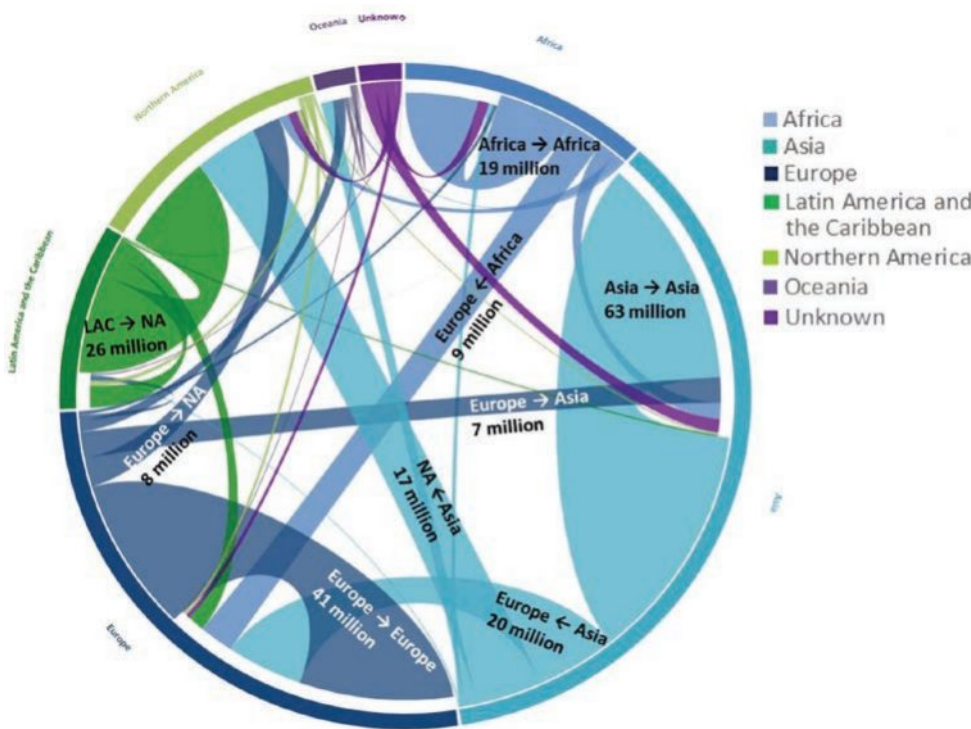 Oceania
Unknown
Africa
Northern America
Latin America and the Caribbean
Europe
Asia
Africa → Africa
19 million
Europe ← Africa
9 million
Asia → Asia
63 million
LAC → NA
26 million
Europe → NA
8 million
Europe → Asia
7 million
NA ← Asia
17 million
Europe → Europe
41 million
Europe ← Asia
20 million
Africa
Asia
Europe
Latin America and
the Caribbean
Northern America
Oceania
Unknown